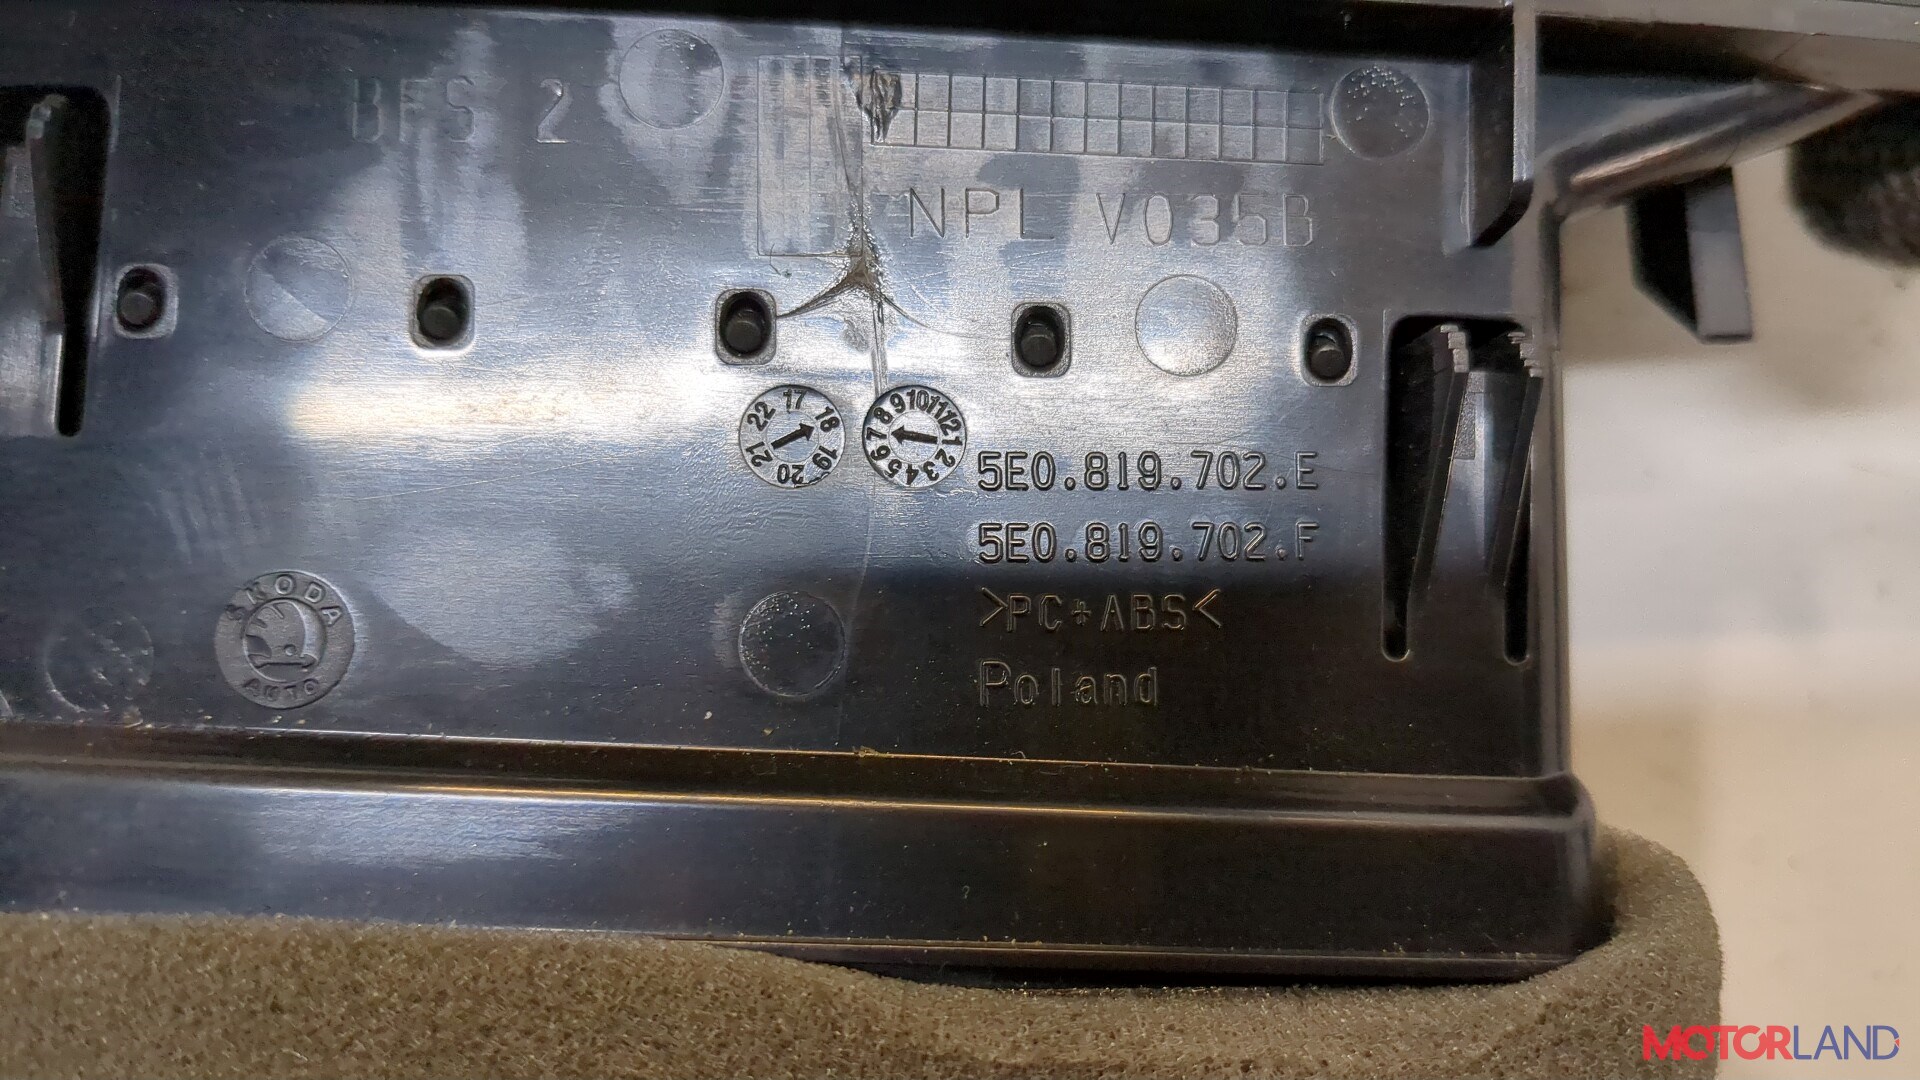 BFS 2
NPL V035B
17 18 19 20 21 22
1 2 3 4 5 6 7 8 9 10 11 12
5E0.819.702.E
5E0.819.702.F
>PC+ABS<
Poland
ŠKODA
AUTO
MOTORLAND